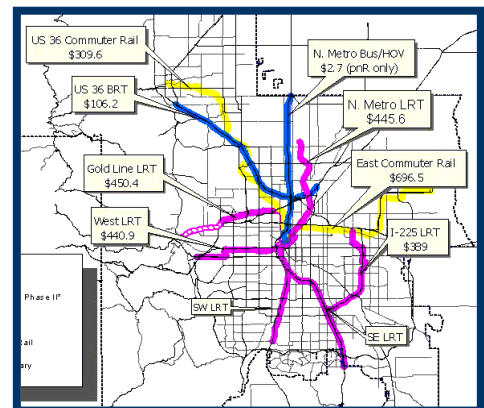 US 36 Commuter Rail
$309.6
N. Metro Bus/HOV
$2.7 (pnR only)
US 36 BRT
$106.2
N. Metro LRT
$445.6
Gold Line LRT
$450.4
East Commuter Rail
$696.5
West LRT
$440.9
I-225 LRT
$389
Phase II"
SW LRT
SE LRT
ail
ary